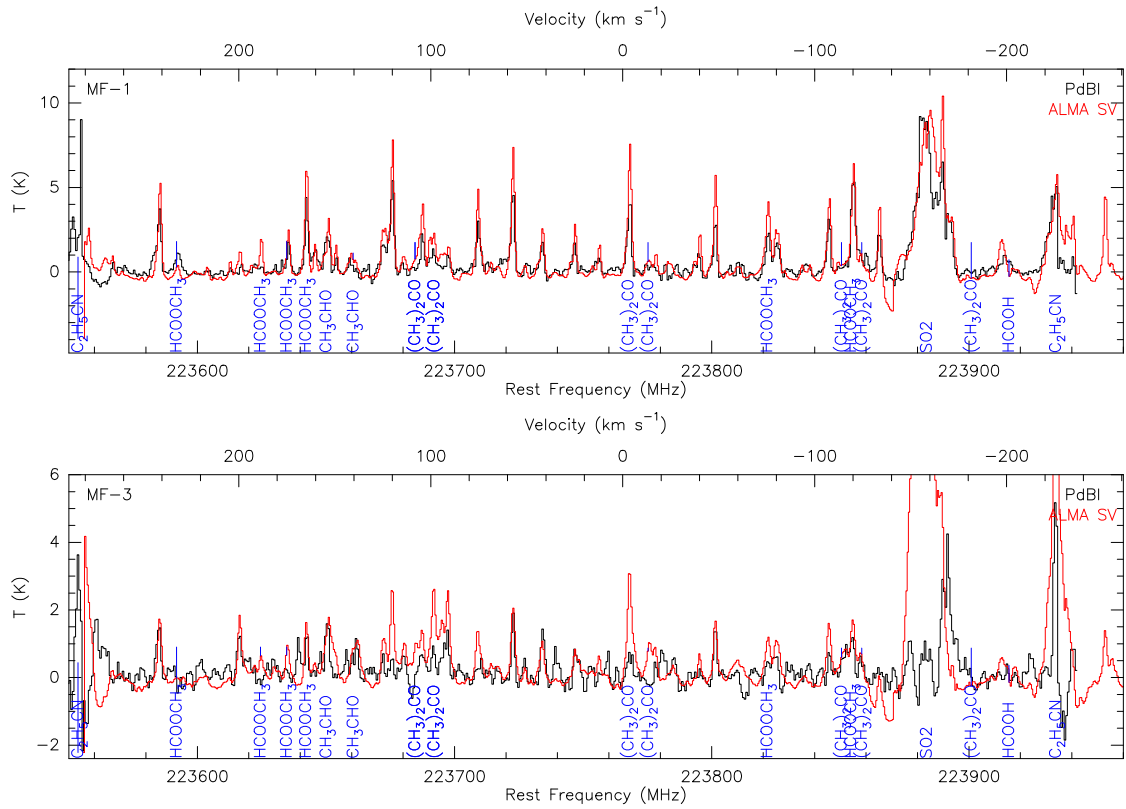 Velocity (km s⁻¹)
200 100 0 -100 -200
MF-1 PdBI
ALMA SV
10
5
0
T (K)
C₂H₅CN HCOOCH₃ HCOOCH₃ HCOOCH₃ HCOOCH₃ CH₃CHO CH₃CHO (CH₃)₂CO (CH₃)₂CO (CH₃)₂CO (CH₃)₂CO HCOOCH₃ (CH₃)₂CO HCOOCH₃ (CH₃)₂CO SO2 (CH₃)₂CO HCOOH C₂H₅CN
223600 223700 223800 223900
Rest Frequency (MHz)
Velocity (km s⁻¹)
200 100 0 -100 -200
6
MF-3 PdBI
ALMA SV
4
2
0
-2
T (K)
C₂H₅CN HCOOCH₃ HCOOCH₃ HCOOCH₃ HCOOCH₃ CH₃CHO CH₃CHO (CH₃)₂CO (CH₃)₂CO (CH₃)₂CO (CH₃)₂CO HCOOCH₃ (CH₃)₂CO HCOOCH₃ (CH₃)₂CO SO2 (CH₃)₂CO HCOOH C₂H₅CN
223600 223700 223800 223900
Rest Frequency (MHz)